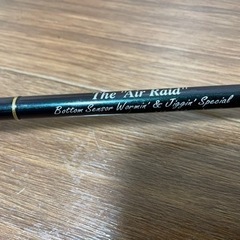 The "Air Raid"
Bottom Sensor Wormin' & Jiggin' Special